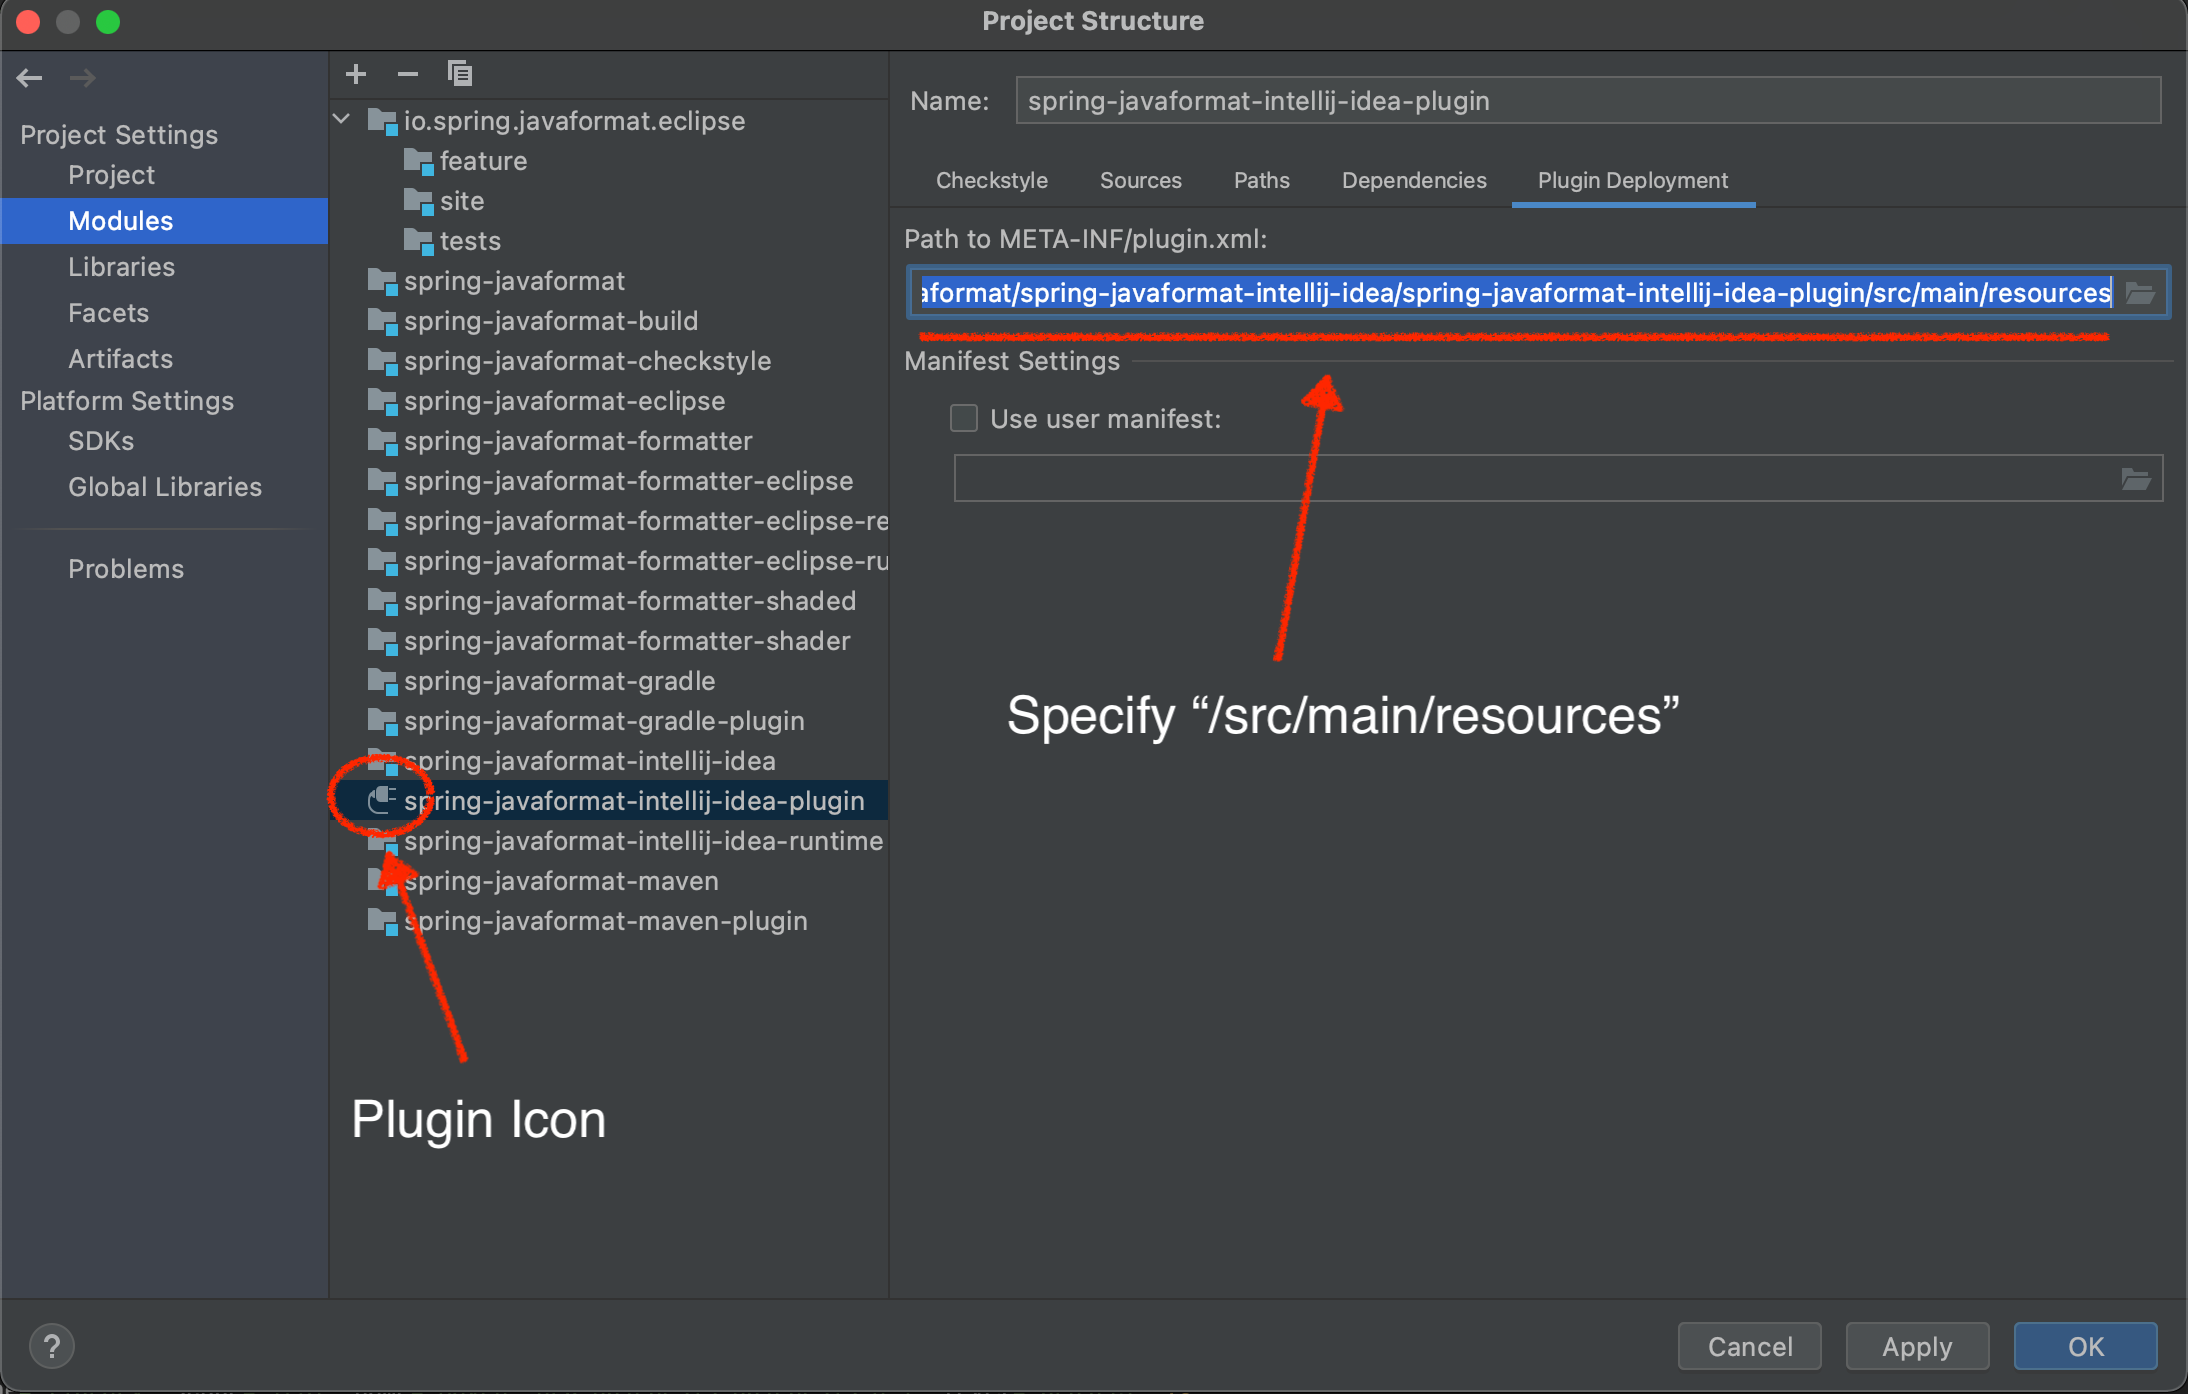 Project Structure
Project Settings
Project
Modules
Libraries
Facets
Artifacts
Platform Settings
SDKs
Global Libraries
Problems
io.spring.javaformat.eclipse
feature
site
tests
spring-javaformat
spring-javaformat-build
spring-javaformat-checkstyle
spring-javaformat-eclipse
spring-javaformat-formatter
spring-javaformat-formatter-eclipse
spring-javaformat-formatter-eclipse-re
spring-javaformat-formatter-eclipse-ru
spring-javaformat-formatter-shaded
spring-javaformat-formatter-shader
spring-javaformat-gradle
spring-javaformat-gradle-plugin
spring-javaformat-intellij-idea
spring-javaformat-intellij-idea-plugin
spring-javaformat-intellij-idea-runtime
spring-javaformat-maven
spring-javaformat-maven-plugin
Plugin Icon
Name: spring-javaformat-intellij-idea-plugin
Checkstyle Sources Paths Dependencies Plugin Deployment
Path to META-INF/plugin.xml:
aformat/spring-javaformat-intellij-idea/spring-javaformat-intellij-idea-plugin/src/main/resources
Manifest Settings
Use user manifest:
Specify “/src/main/resources”
? Cancel Apply OK